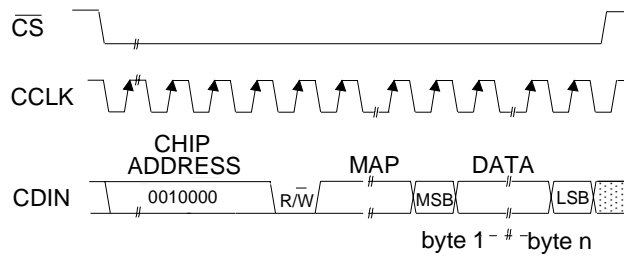 CS
CCLK
CHIP
ADDRESS
MAP
DATA
CDIN
0010000
R/W
MSB
LSB
byte 1
byte n